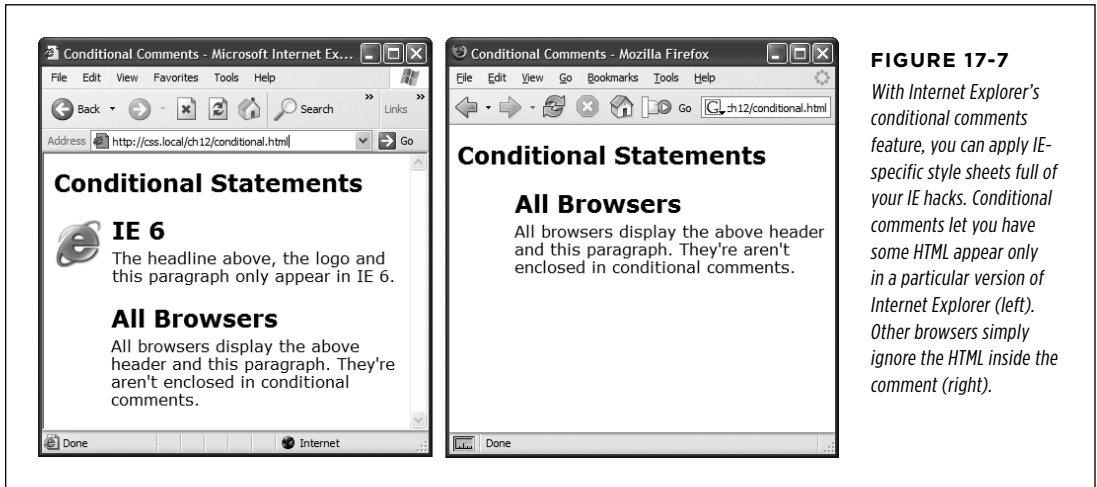 Conditional Comments - Microsoft Internet Ex...
File Edit View Favorites Tools Help
Back Search » Links »
Address http://css.local/ch12/conditional.html Go
Conditional Statements
IE 6
The headline above, the logo and
this paragraph only appear in IE 6.
All Browsers
All browsers display the above
header and this paragraph. They're
aren't enclosed in conditional
comments.
Done Internet
Conditional Comments - Mozilla Firefox
File Edit View Go Bookmarks Tools Help
Go G :h12/conditional.html
Conditional Statements
All Browsers
All browsers display the above header
and this paragraph. They're aren't
enclosed in conditional comments.
Done
FIGURE 17-7
With Internet Explorer's
conditional comments
feature, you can apply IE-
specific style sheets full of
your IE hacks. Conditional
comments let you have
some HTML appear only
in a particular version of
Internet Explorer (left).
Other browsers simply
ignore the HTML inside the
comment (right).